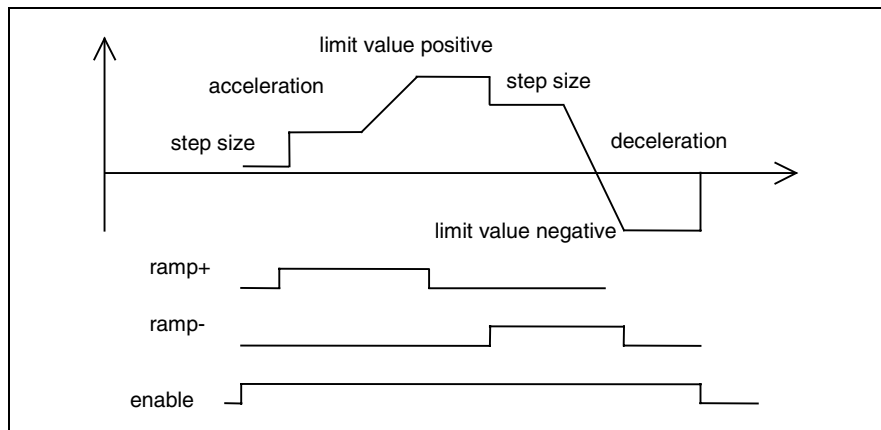 limit value positive
acceleration
step size
step size
deceleration
limit value negative
ramp+
ramp-
enable